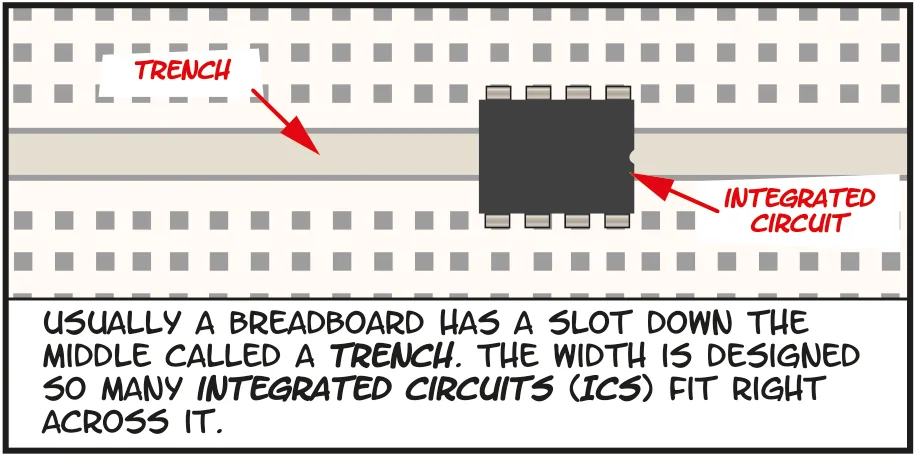 TRENCH
INTEGRATED
CIRCUIT
USUALLY A BREADBOARD HAS A SLOT DOWN THE
MIDDLE CALLED A TRENCH. THE WIDTH IS DESIGNED
SO MANY INTEGRATED CIRCUITS (ICS) FIT RIGHT
ACROSS IT.